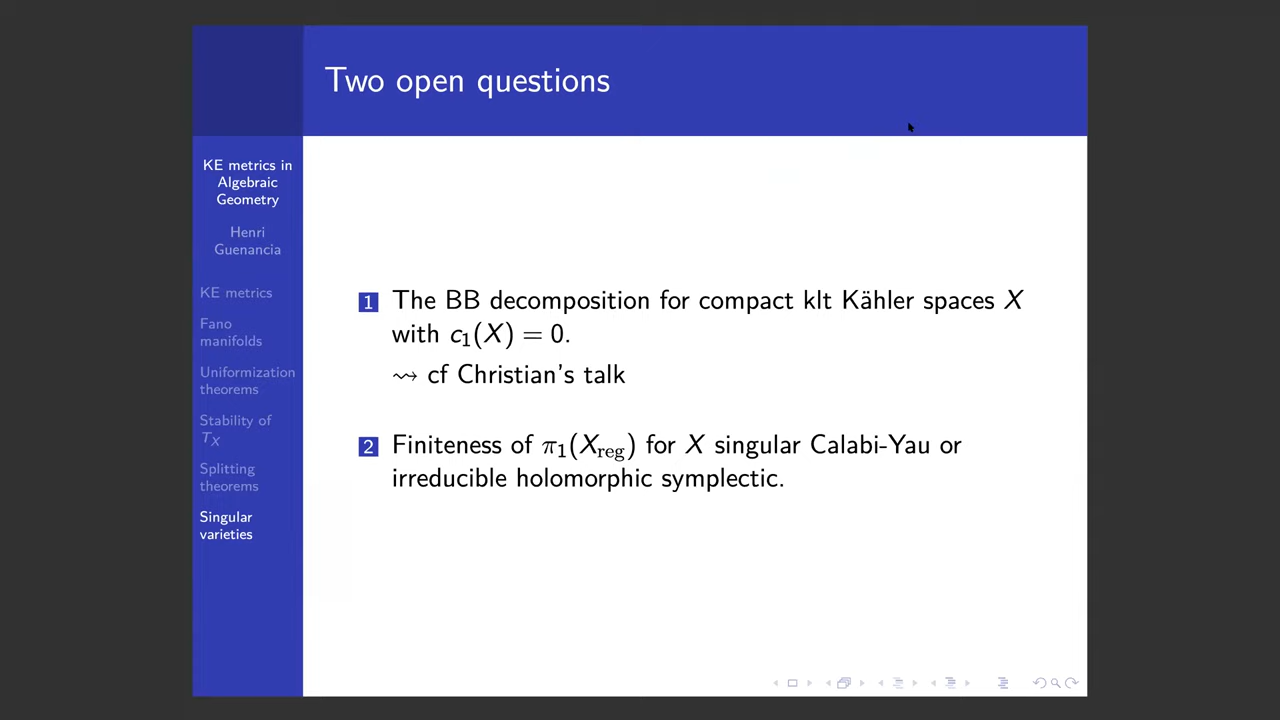 Two open questions
KE metrics in
Algebraic
Geometry
Henri
Guenancia
KE metrics
Fano
manifolds
Uniformization
theorems
Stability of
T_X
Splitting
theorems
Singular
varieties
1 The BB decomposition for compact klt Kähler spaces X
with c₁(X) = 0.
⇝ cf Christian's talk
2 Finiteness of π₁(X_reg) for X singular Calabi-Yau or
irreducible holomorphic symplectic.